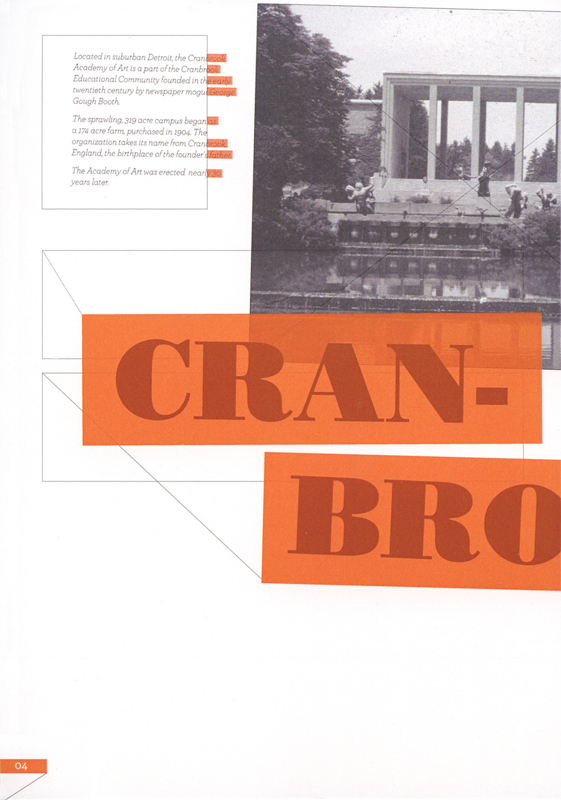 Located in suburban Detroit, the Cranbrook
Academy of Art is a part of the Cranbrook
Educational Community founded in the early
twentieth century by newspaper mogul George
Gough Booth.
The sprawling, 319 acre campus began as
a 174 acre farm, purchased in 1904. The
organization takes its name from Cranbrook,
England, the birthplace of the founder's father.
The Academy of Art was erected nearly 30
years later.
CRAN-
BRO
04